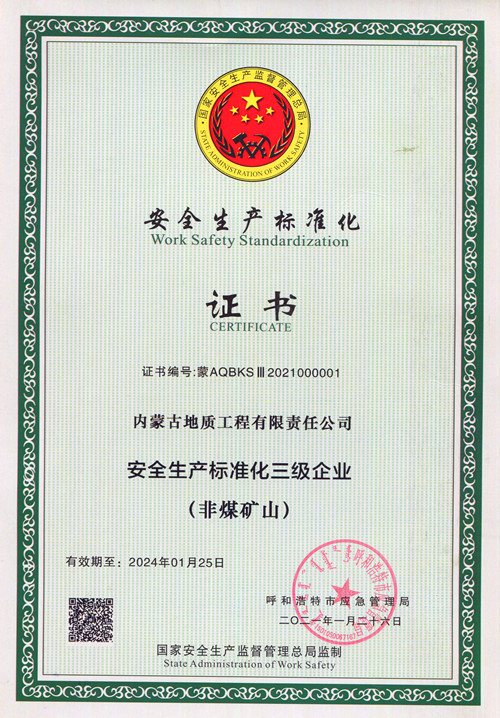 国家安全生产监督管理总局
STATE ADMINISTRATION OF WORK SAFETY
安全生产标准化
Work Safety Standardization
证书
CERTIFICATE
证书编号:蒙AQBKSⅢ2021000001
内蒙古地质工程有限责任公司
安全生产标准化三级企业
（非煤矿山）
有效期至：2024年01月25日
呼和浩特市应急管理局
二〇二一年一月二十六日
国家安全生产监督管理总局监制
State Administration of Work Safety